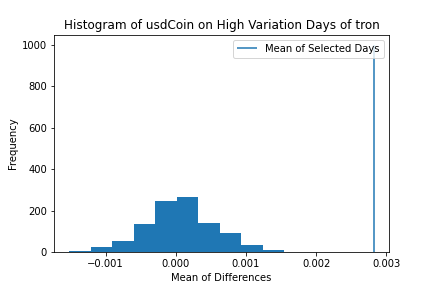 Histogram of usdCoin on High Variation Days of tron
Mean of Selected Days
1000
800
600
400
200
0
Frequency
−0.001
0.000
0.001
0.002
0.003
Mean of Differences